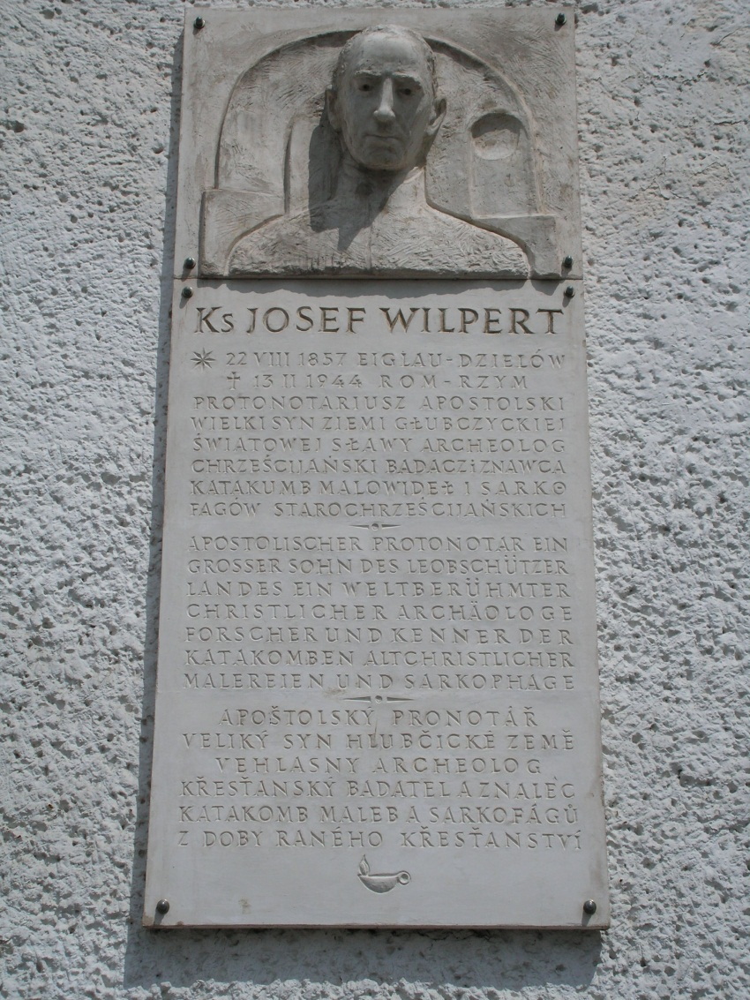 Ks JOSEF WILPERT
22 VIII 1857 EIGLAU-DZIELÓW
† 13 II 1944 ROM-RZYM
PROTONOTARIUSZ APOSTOLSKI
WIELKI SYN ZIEMI GŁUBCZYCKIEJ
ŚWIATOWEJ SŁAWY ARCHEOLOG
CHRZEŚCIJAŃSKI BADACZ I ZNAWCA
KATAKUMB MALOWIDEŁ I SARKO
FAGÓW STAROCHRZEŚCIJAŃSKICH
APOSTOLISCHER PROTONOTAR EIN
GROSSER SOHN DES LEOBSCHÜTZER
LANDES EIN WELTBERÜHMTER
CHRISTLICHER ARCHÄOLOGE
FORSCHER UND KENNER DER
KATAKOMBEN ALTCHRISTLICHER
MALEREIEN UND SARKOPHAGE
APOŠTOLSKÝ PRONOTÁŘ
VELIKÝ SYN HLUBČICKÉ ZEMĚ
VEHLASNY ARCHEOLOG
KŘESŤANSKÝ BADATEL A ZNALEC
KATAKOMB MALEB A SARKOFÁGŮ
Z DOBY RANÉHO KŘESŤANSTVÍ